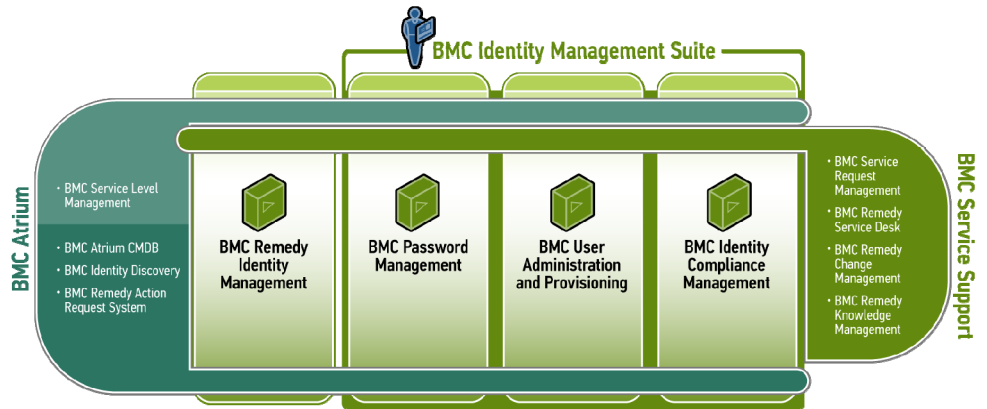 BMC Identity Management Suite
BMC Atrium
• BMC Service Level
Management
• BMC Atrium CMDB
• BMC Identity Discovery
• BMC Remedy Action
Request System
BMC Remedy
Identity
Management
BMC Password
Management
BMC User
Administration
and Provisioning
BMC Identity
Compliance
Management
• BMC Service
Request
Management
• BMC Remedy
Service Desk
• BMC Remedy
Change
Management
• BMC Remedy
Knowledge
Management
BMC Service Support